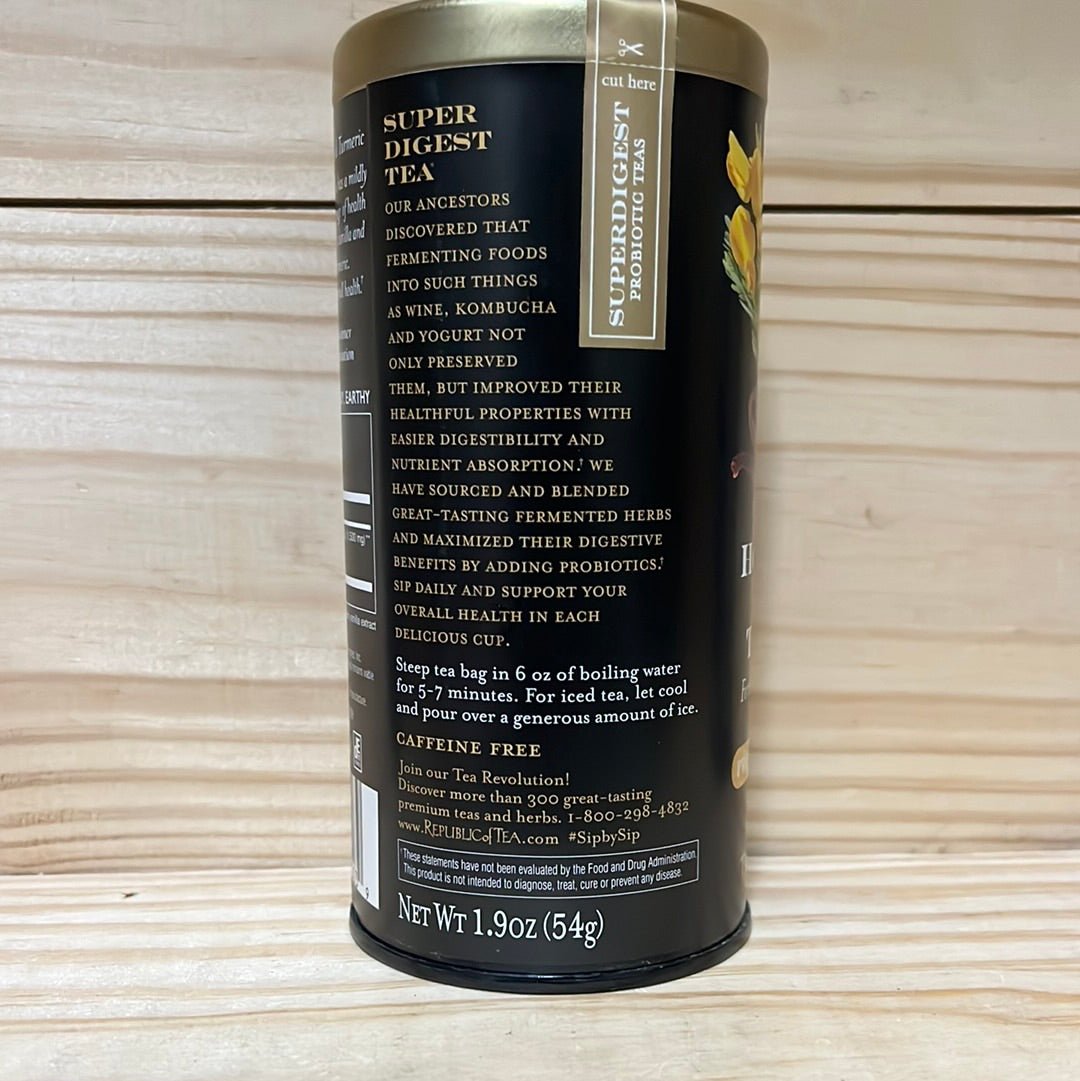 cut here
SUPERDIGEST
PROBIOTIC TEAS
Turmeric
a mildly
of health
and
health.†
EARTHY
SUPER
DIGEST
TEA
OUR ANCESTORS
DISCOVERED THAT
FERMENTING FOODS
INTO SUCH THINGS
AS WINE, KOMBUCHA
AND YOGURT NOT
ONLY PRESERVED
THEM, BUT IMPROVED THEIR
HEALTHFUL PROPERTIES WITH
EASIER DIGESTIBILITY AND
NUTRIENT ABSORPTION.† WE
HAVE SOURCED AND BLENDED
GREAT-TASTING FERMENTED HERBS
AND MAXIMIZED THEIR DIGESTIVE
BENEFITS BY ADDING PROBIOTICS.†
SIP DAILY AND SUPPORT YOUR
OVERALL HEALTH IN EACH
DELICIOUS CUP.
Steep tea bag in 6 oz of boiling water
for 5-7 minutes. For iced tea, let cool
and pour over a generous amount of ice.
CAFFEINE FREE
Join our Tea Revolution!
Discover more than 300 great-tasting
premium teas and herbs. 1-800-298-4832
www.REPUBLICofTEA.com #SipbySip
†These statements have not been evaluated by the Food and Drug Administration.
This product is not intended to diagnose, treat, cure or prevent any disease.
NET WT 1.9OZ (54g)